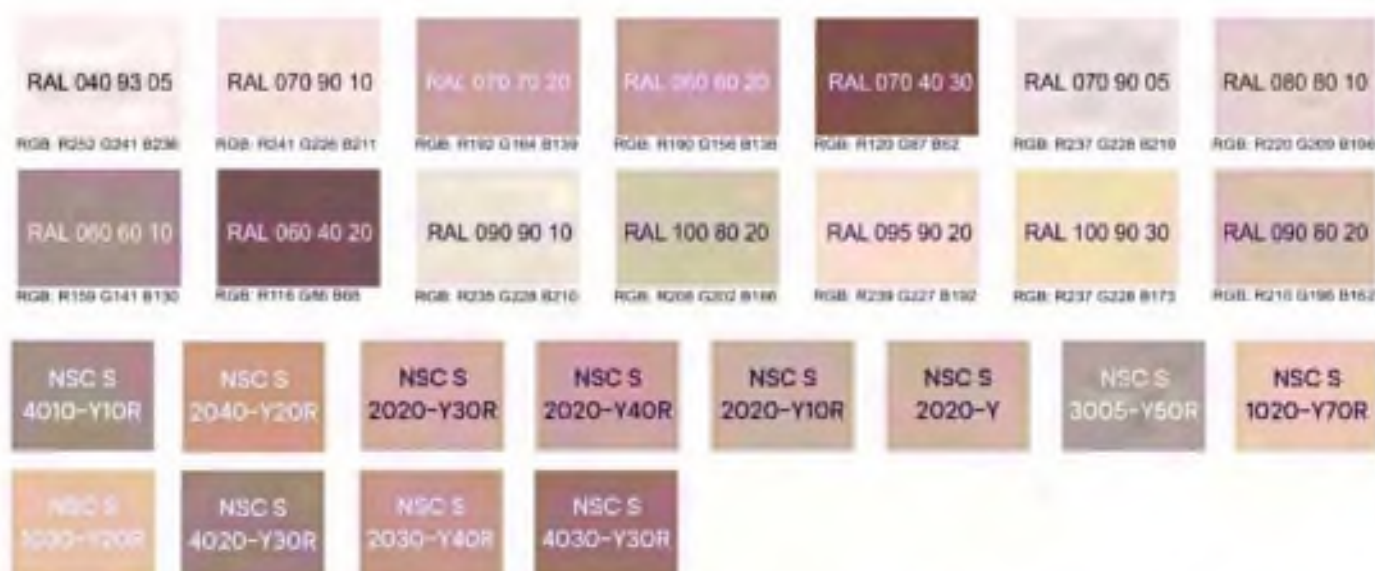 RAL 040 93 05
RAL 070 90 10
RAL 070 70 20
RAL 060 60 20
RAL 070 40 30
RAL 070 90 05
RAL 080 80 10
RGB: R252 G241 B236
RGB: R241 G226 B211
RGB: R192 G164 B139
RGB: R190 G156 B138
RGB: R120 G87 B62
RGB: R237 G228 B219
RGB: R220 G209 B196
RAL 060 60 10
RAL 060 40 20
RAL 090 90 10
RAL 100 80 20
RAL 095 90 20
RAL 100 90 30
RAL 090 80 20
RGB: R159 G141 B130
RGB: R116 G86 B68
RGB: R235 G228 B210
RGB: R208 G202 B166
RGB: R239 G227 B192
RGB: R237 G228 B173
RGB: R210 G196 B162
NSC S
4010-Y10R
NSC S
2040-Y20R
NSC S
2020-Y30R
NSC S
2020-Y40R
NSC S
2020-Y10R
NSC S
2020-Y
NSC S
3005-Y50R
NSC S
1020-Y70R
NSC S
NSC S
4020-Y30R
NSC S
2030-Y40R
NSC S
4030-Y30R